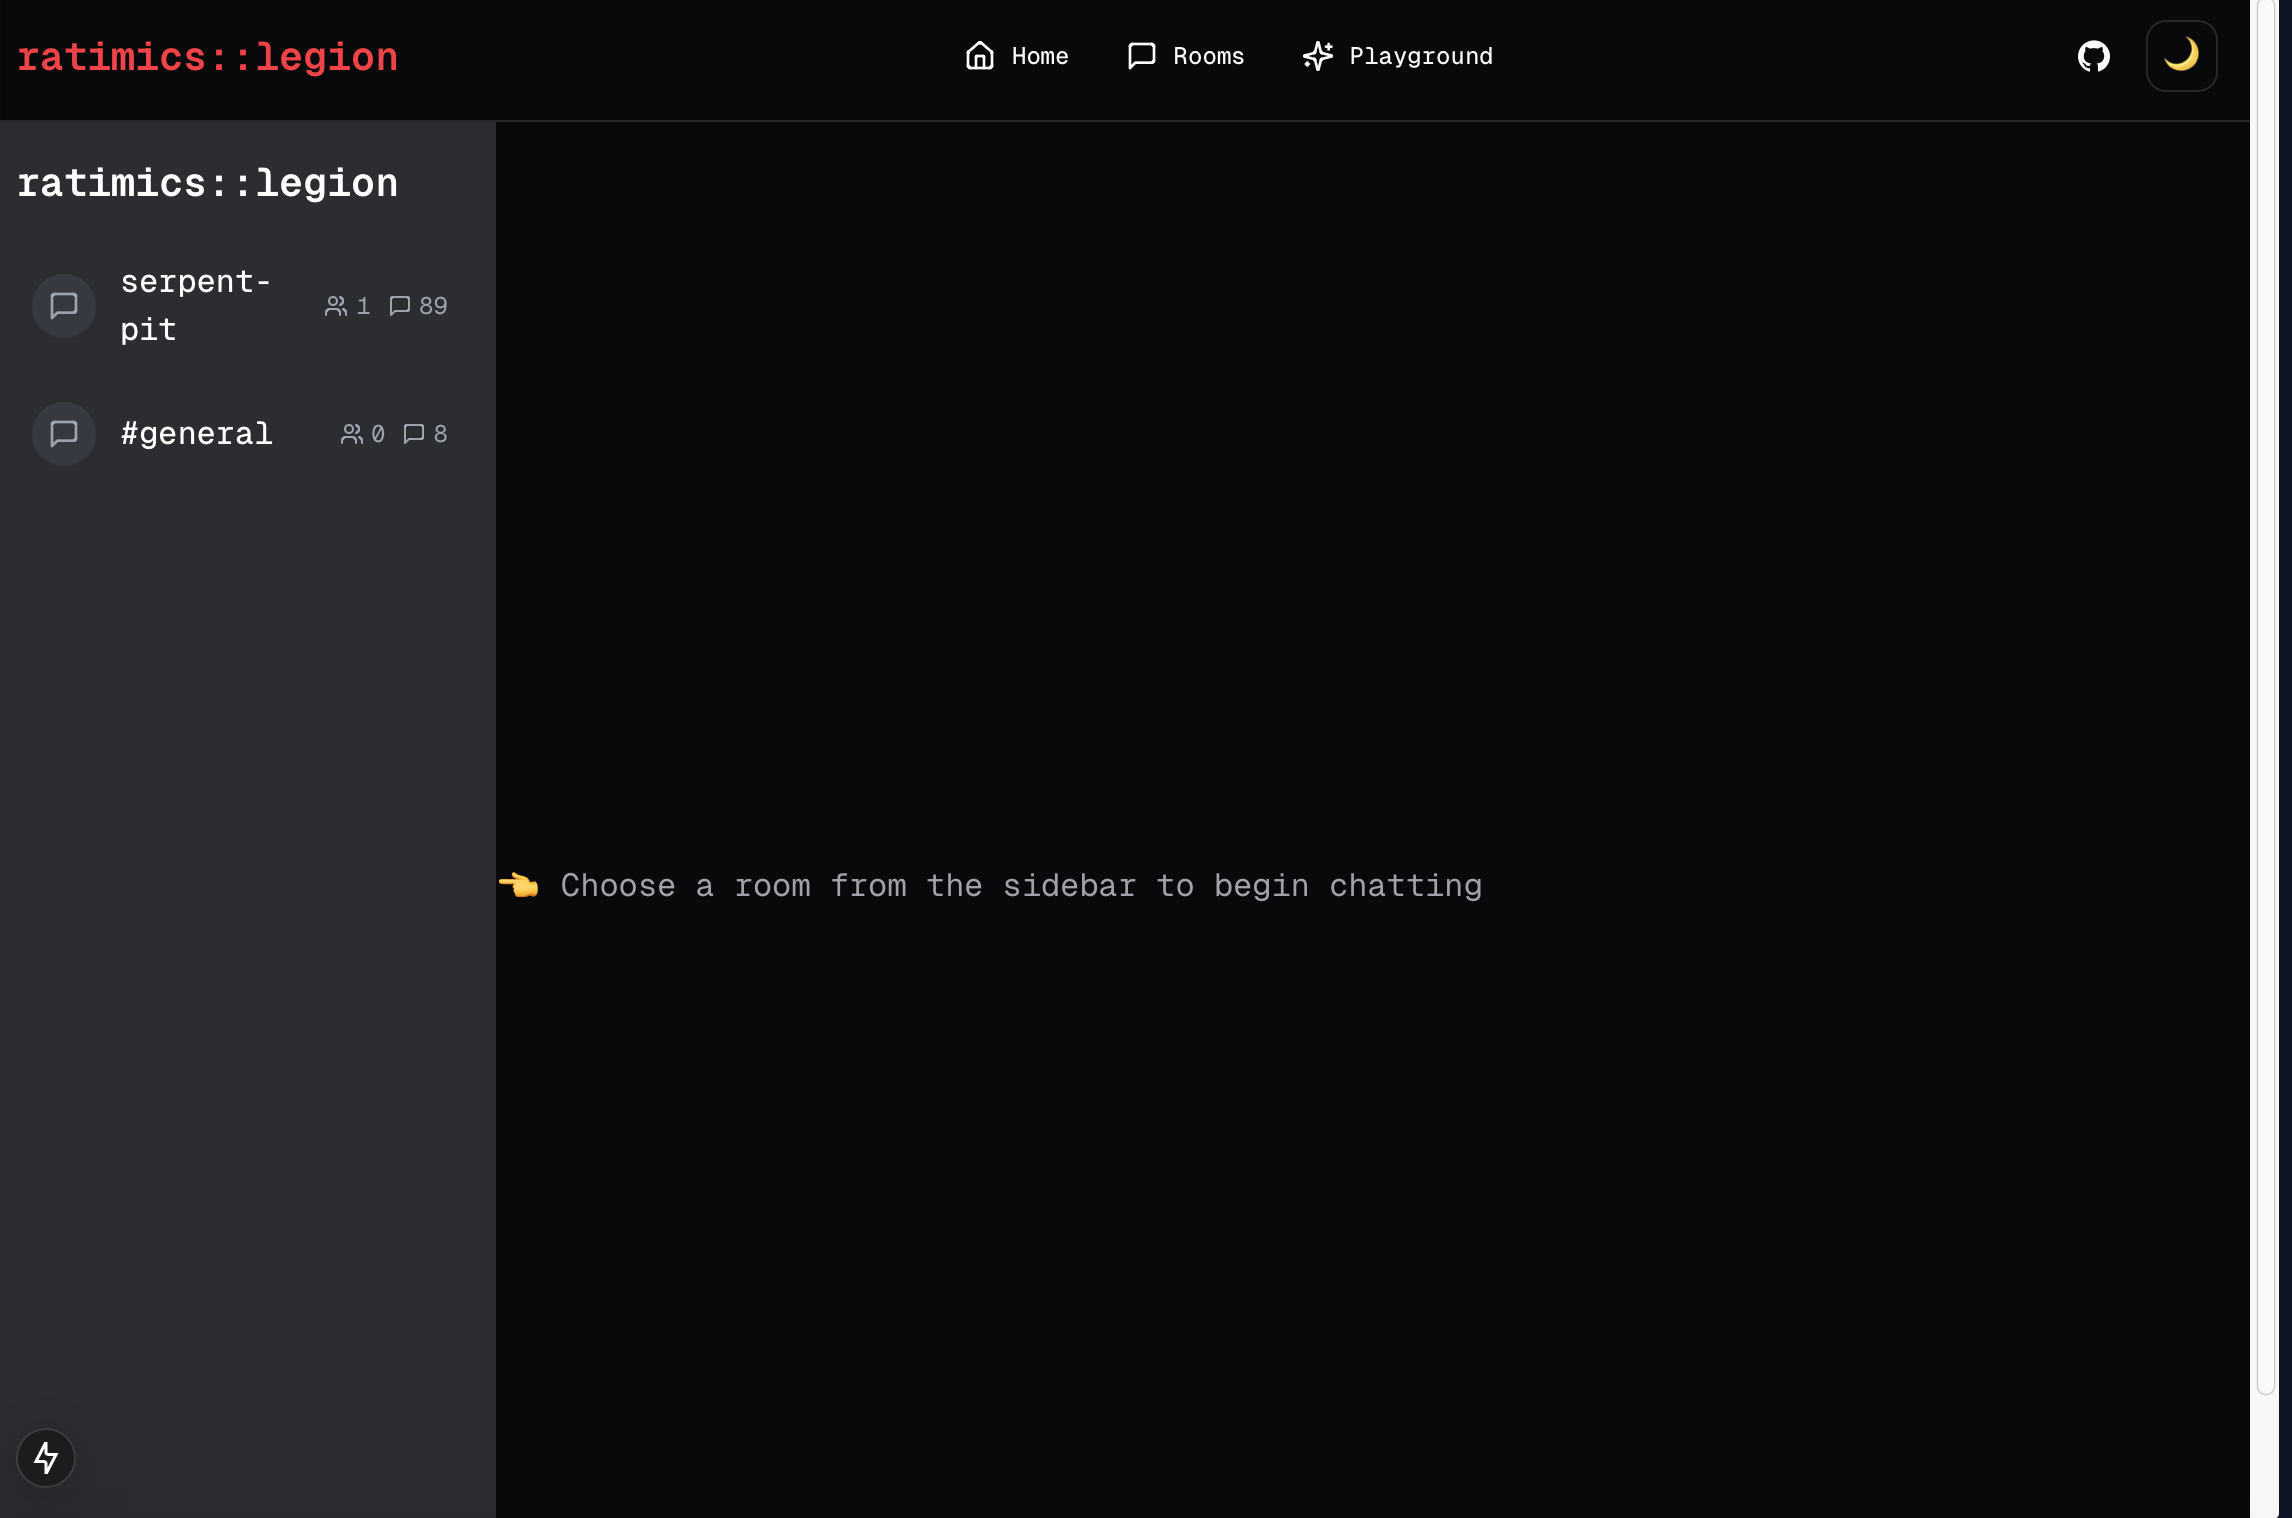 ratimics::legion
Home
Rooms
Playground
ratimics::legion
serpent-
pit
1
89
#general
0
8
👈 Choose a room from the sidebar to begin chatting